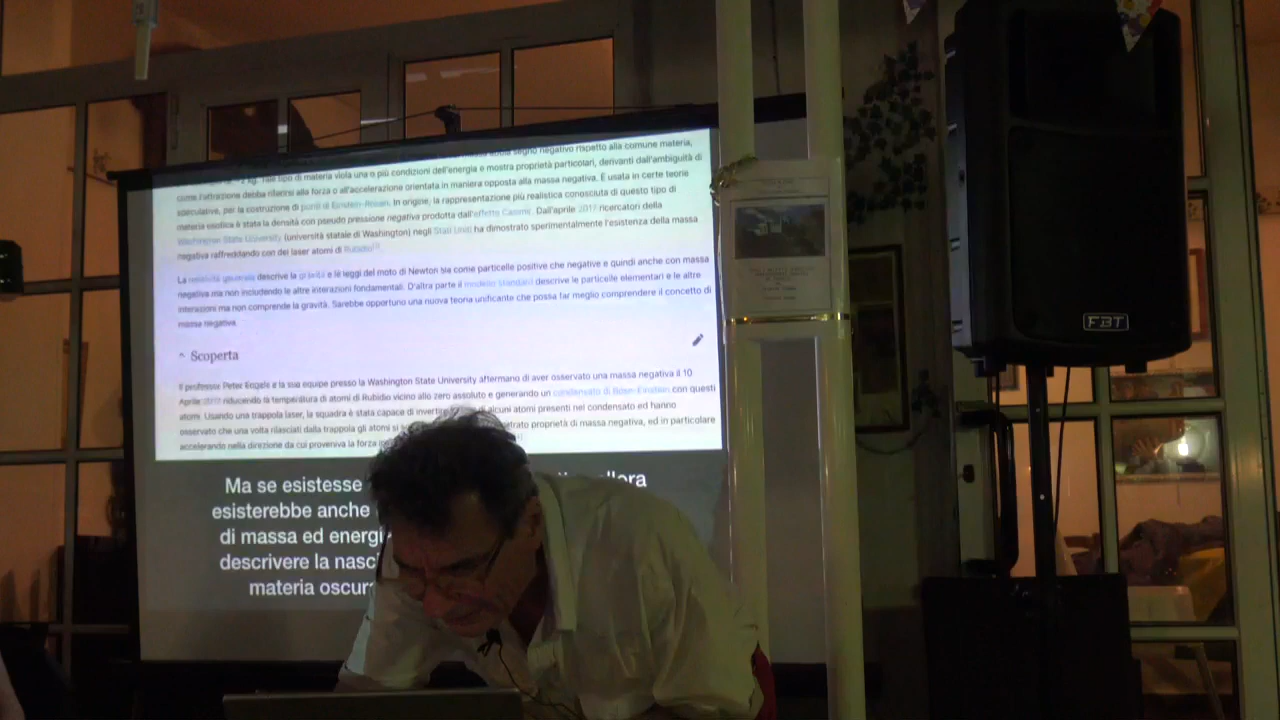 segno negativo rispetto alla comune materia,
kg. Tale tipo di materia viola una o più condizioni dell'energia e mostra proprietà particolari, derivanti dall'ambiguità di
come l'attrazione debba riferirsi alla forza o all'accelerazione orientata in maniera opposta alla massa negativa. È usata in certe teorie
speculative, per la costruzione di ponti di Einstein-Rosen. In origine, la rappresentazione più realistica conosciuta di questo tipo di
materia esotica è stata la densità con pseudo pressione negativa prodotta dall'effetto Casimir. Dall'aprile 2017 ricercatori della
Washington State University (università statale di Washington) negli Stati Uniti ha dimostrato sperimentalmente l'esistenza della massa
negativa raffreddando con dei laser atomi di Rubidio
La relatività generale descrive la gravità e le leggi del moto di Newton sia come particelle positive che negative e quindi anche con massa
negativa ma non includendo le altre interazioni fondamentali. D'altra parte il modello standard descrive le particelle elementari e le altre
interazioni ma non comprende la gravità. Sarebbe opportuno una nuova teoria unificante che possa far meglio comprendere il concetto di
massa negativa.
^ Scoperta
Il professor Peter Engels e la sua equipe presso la Washington State University affermano di aver osservato una massa negativa il 10
Aprile 2017 riducendo la temperatura di atomi di Rubidio vicino allo zero assoluto e generando un condensato di Bose-Einstein con questi
atomi. Usando una trappola laser, la squadra è stata capace di invertire di alcuni atomi presenti nel condensato ed hanno
osservato che una volta rilasciati dalla trappola gli atomi si proprietà di massa negativa, ed in particolare
accelerando nella direzione da cui proveniva la forza
Ma se esistesse allora
esisterebbe anche
di massa ed energi
descrivere la nasc
materia oscur
FBT